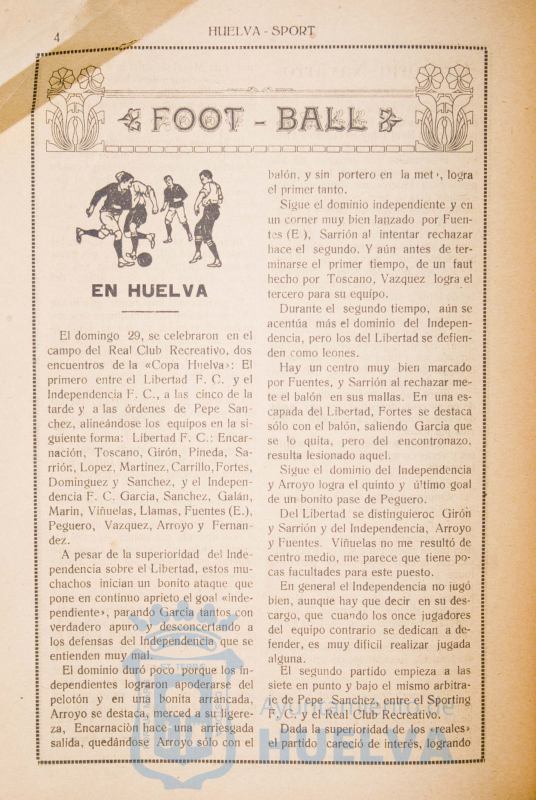 4
HUELVA - SPORT
FOOT - BALL
EN HUELVA
El domingo 29, se celebraron en el
campo del Real Club Recreativo, dos
encuentros de la «Copa Huelva»: El
primero entre el Libertad F. C. y el
Independencia F. C., a las cinco de la
tarde y a las órdenes de Pepe San-
chez, alineándose los equipos en la si-
guiente forma: Libertad F. C.: Encar-
nación, Toscano, Girón, Pineda, Sa-
rrión, Lopez, Martinez, Carrillo, Fortes,
Dominguez y Sanchez, y el Indepen-
dencia F. C. Garcia, Sanchez, Galán,
Marin, Viñuelas, Llamas, Fuentes (E.),
Peguero, Vazquez, Arroyo y Fernan-
dez.
A pesar de la superioridad del Inde-
pendencia sobre el Libertad, estos mu-
chachos inician un bonito ataque que
pone en continuo aprieto el goal «inde-
pendiente», parando Garcia tantos con
verdadero apuro y desconcertando a
los defensas del Independencia que se
entienden muy mal.
El dominio duró poco porque los in-
dependientes lograron apoderarse del
pelotón y en una bonita arrancada,
Arroyo se destaca, merced a su ligere-
za, Encarnaciòn hace una arriesgada
salida, quedándose Arroyo sólo con el
balón, y sin portero en la met , logra
el primer tanto.
Sigue el dominio independiente y en
un corner muy bien lanzado por Fuen-
tes (E ), Sarrión al intentar rechazar
hace el segundo. Y aún antes de ter-
minarse el primer tiempo, de un faut
hecho por Toscano, Vazquez logra el
tercero para su equipo.
Durante el segundo tiempo, aún se
acentúa más el dominio del Indepen-
dencia, pero los del Libertad se defien-
den como leones.
Hay un corner muy bien marcado
por Fuentes, y Sarrión al rechazar me-
te el balón en sus mallas. En una es-
capada del Libertad, Fortes se destaca
sólo con el balón, saliendo Garcia que
se lo quita, pero del encontronazo,
resulta lesionado aquel.
Sigue el dominio del Independencia
y Arroyo logra el quinto y último goal
de un bonito pase de Peguero.
Del Libertad se distinguieroc Girón
y Sarrión y del Independencia, Arroyo
y Fuentes. Viñuelas no me resultó de
centro medio, me parece que tiene po-
cas facultades para este puesto.
En general el Independencia no jugó
bien, aunque hay que decir en su des-
cargo, que cuando los once jugadores
del equipo contrario se dedican a de-
fender, es muy dificil realizar jugada
alguna.
El segundo partido empieza a las
siete en punto y bajo el mismo arbitra-
je de Pepe Sanchez, entre el Sporting
F. C. y el Real Club Recreativo.
Dada la superioridad de los «reales»
el partido careció de interés, logrando
Ayuntamiento de
HUELVA